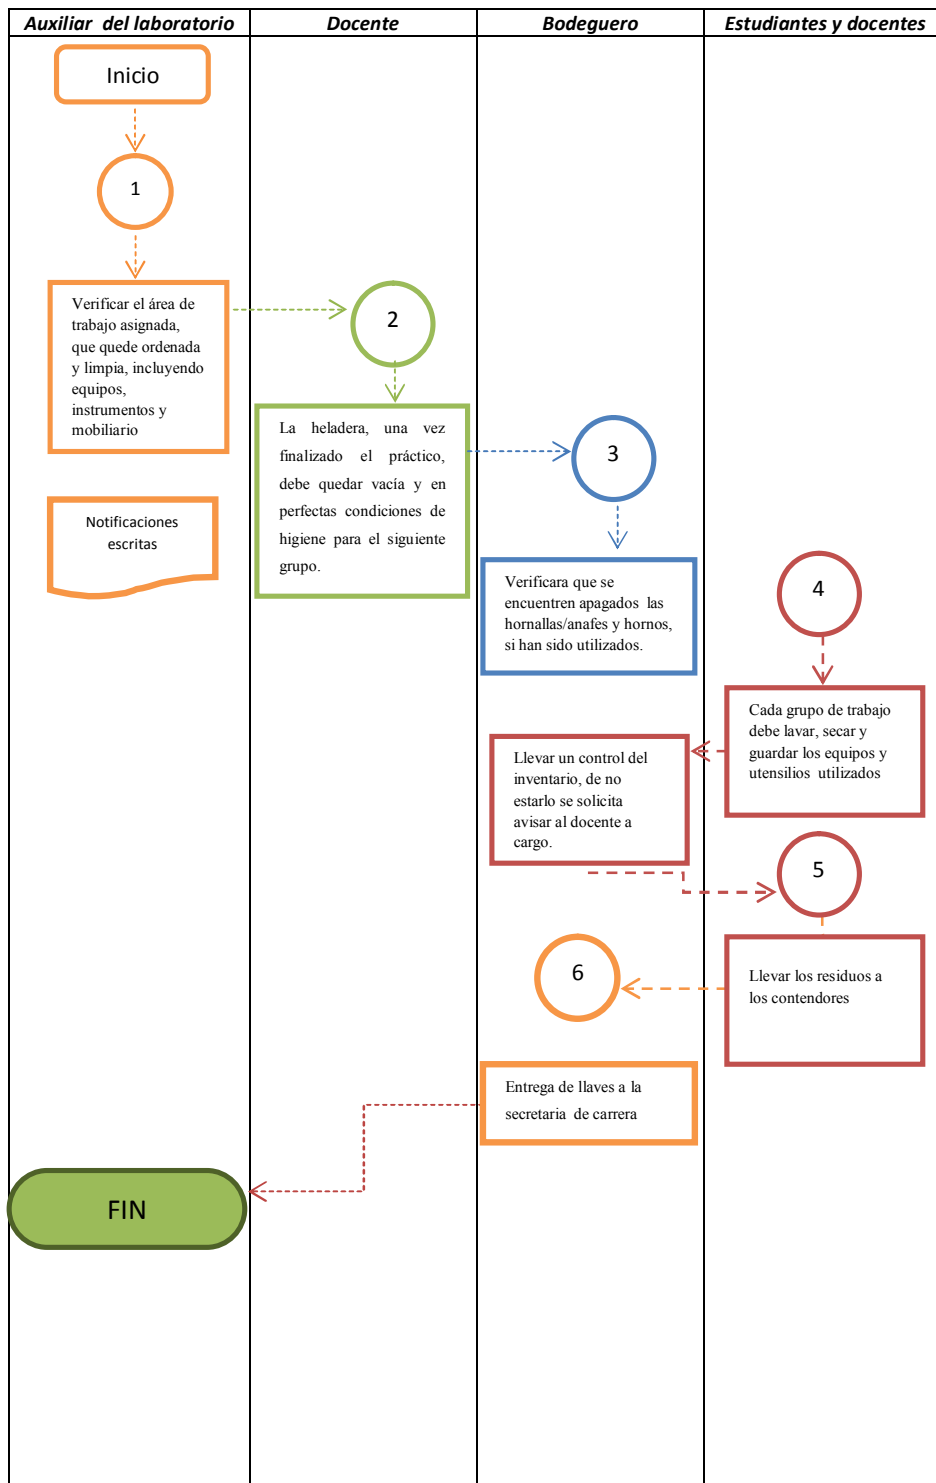 Auxiliar del laboratorio
Docente
Bodeguero
Estudiantes y docentes
Inicio
1
Verificar el área de
trabajo asignada,
que quede ordenada
y limpia, incluyendo
equipos,
instrumentos y
mobiliario
Notificaciones
escritas
2
La heladera, una vez
finalizado el práctico,
debe quedar vacía y en
perfectas condiciones de
higiene para el siguiente
grupo.
3
Verificara que se
encuentren apagados las
hornallas/anafes y hornos,
si han sido utilizados.
4
Cada grupo de trabajo
debe lavar, secar y
guardar los equipos y
utensilios utilizados
Llevar un control del
inventario, de no
estarlo se solicita
avisar al docente a
cargo.
5
Llevar los residuos a
los contendores
6
Entrega de llaves a la
secretaria de carrera
FIN